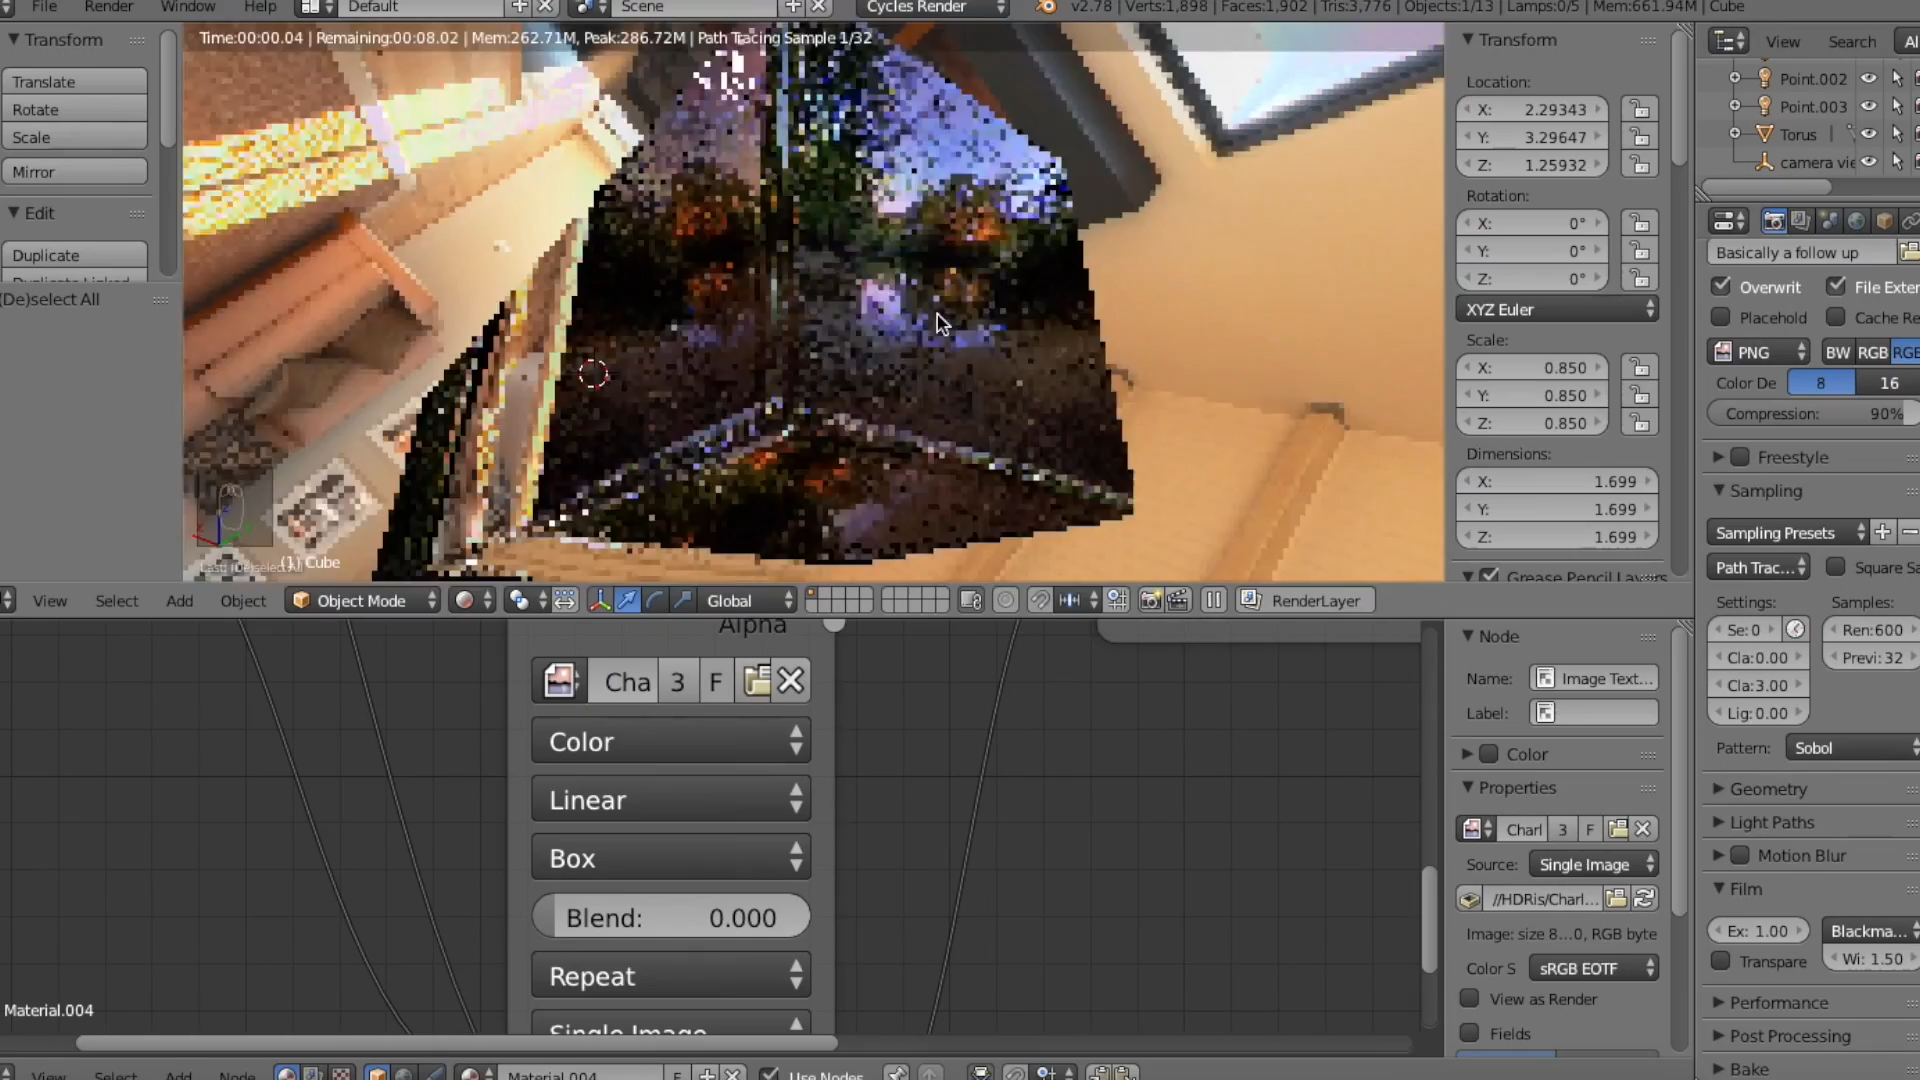 File Render Window Help Default Scene Cycles Render v2.78 | Verts:1,898 | Faces:1,902 | Tris:3,776 | Objects:1/13 | Lamps:0/5 | Mem:661.94M | Cube
Time:00:00.04 | Remaining:00:08.02 | Mem:262.71M, Peak:286.72M | Path Tracing Sample 1/32
Transform
Translate
Rotate
Scale
Mirror
Edit
Duplicate
Duplicate Linked
(De)select All
(1) Cube
Transform
Location:
X: 2.29343
Y: 3.29647
Z: 1.25932
Rotation:
X: 0°
Y: 0°
Z: 0°
XYZ Euler
Scale:
X: 0.850
Y: 0.850
Z: 0.850
Dimensions:
X: 1.699
Y: 1.699
Z: 1.699
Grease Pencil Layers
View Search Al
Point.002
Point.003
Torus
camera vie
Basically a follow up
Overwrit File Exter
Placehold Cache Re
PNG BW RGB RGB
Color De 8 16
Compression: 90%
Freestyle
Sampling
Sampling Presets
Path Trac... Square Sa
Settings: Samples:
Se: 0 Ren:600
Cla:0.00 Previ: 32
Cla:3.00
Lig:0.00
Pattern: Sobol
Geometry
Light Paths
Motion Blur
Film
Ex: 1.00 Blackma...
Transpare Wi: 1.50
Performance
Post Processing
Bake
View Select Add Object Object Mode Global RenderLayer
Alpha
Cha 3 F
Color
Linear
Box
Blend: 0.000
Repeat
Single Image
Material.004
Node
Name: Image Text...
Label:
Color
Properties
Charl 3 F
Source: Single Image
//HDRis/Charl...
Image: size 8...0, RGB byte
Color S sRGB EOTF
View as Render
Fields
View Select Add Node Material.004 F Use Nodes